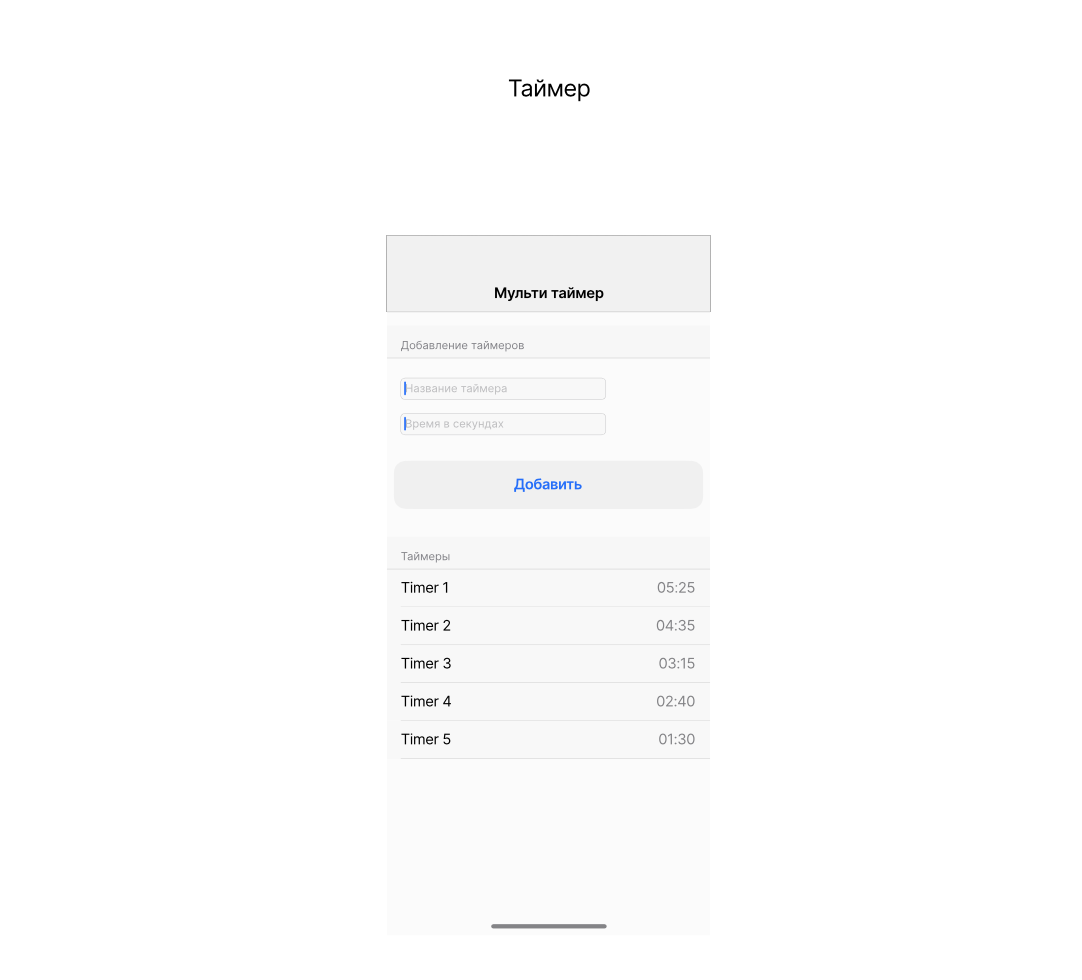 Таймер
Мульти таймер
Добавление таймеров
Название таймера
Время в секундах
Добавить
Таймеры
Timer 1 05:25
Timer 2 04:35
Timer 3 03:15
Timer 4 02:40
Timer 5 01:30